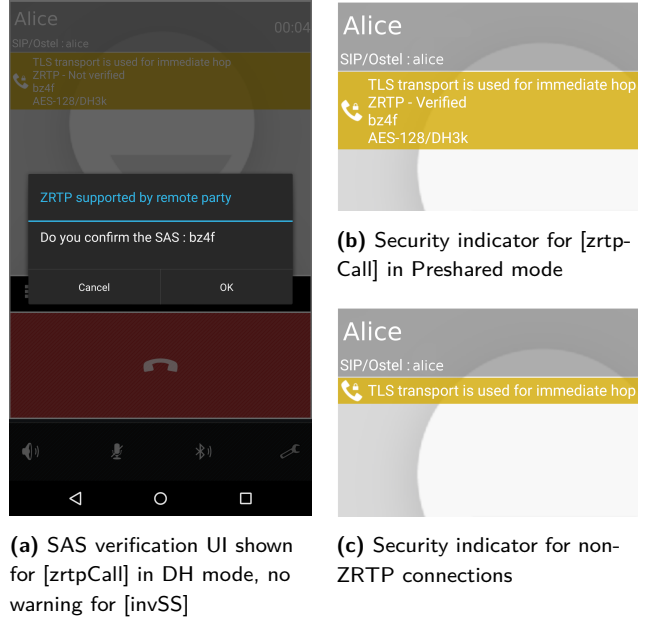 Alice
00:04
SIP/Ostel : alice
TLS transport is used for immediate hop
ZRTP - Not verified
bz4f
AES-128/DH3k
ZRTP supported by remote party
Do you confirm the SAS : bz4f
Cancel
OK
(a) SAS verification UI shown
for [zrtpCall] in DH mode, no
warning for [invSS]
Alice
SIP/Ostel : alice
TLS transport is used for immediate hop
ZRTP - Verified
bz4f
AES-128/DH3k
(b) Security indicator for [zrtp-
Call] in Preshared mode
Alice
SIP/Ostel : alice
TLS transport is used for immediate hop
(c) Security indicator for non-
ZRTP connections